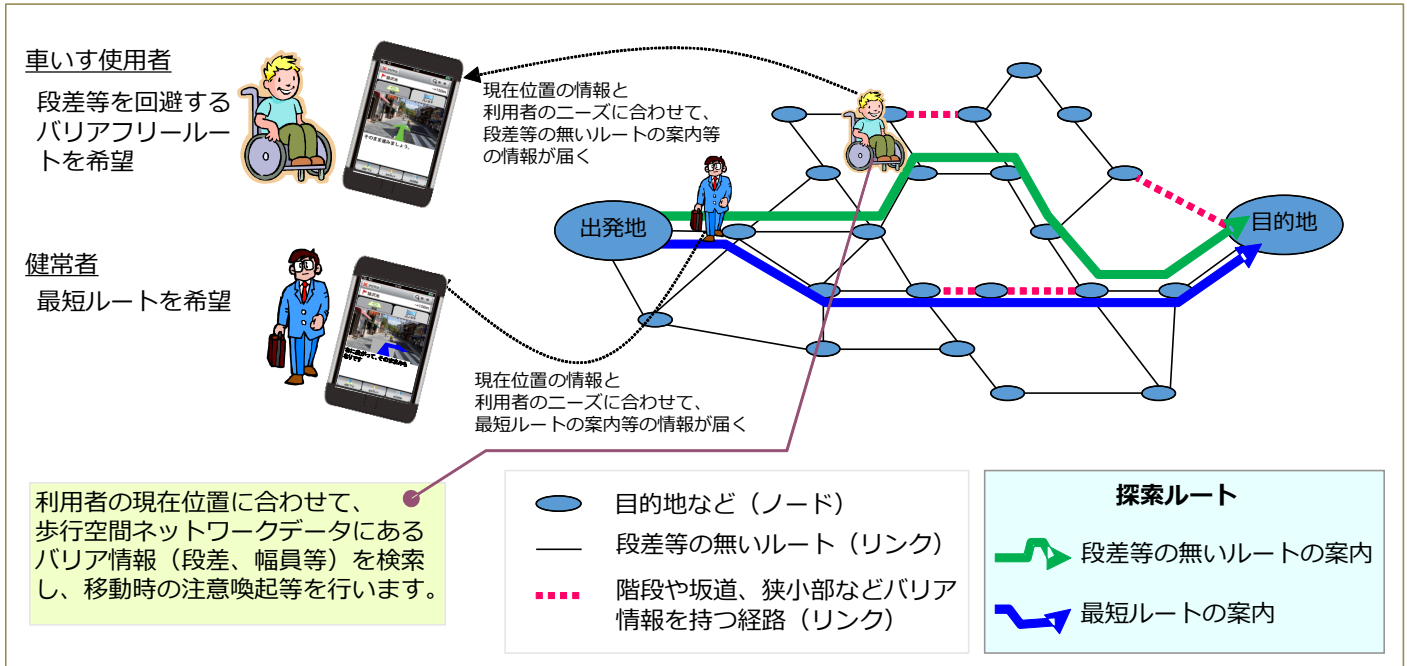 車いす使用者
段差等を回避する
バリアフリールー
トを希望
現在位置の情報と
利用者のニーズに合わせて、
段差等の無いルートの案内等
の情報が届く
健常者
最短ルートを希望
現在位置の情報と
利用者のニーズに合わせて、
最短ルートの案内等の情報が届く
出発地
目的地
利用者の現在位置に合わせて、
歩行空間ネットワークデータにある
バリア情報（段差、幅員等）を検索
し、移動時の注意喚起等を行います。
目的地など（ノード）
段差等の無いルート（リンク）
階段や坂道、狭小部などバリア
情報を持つ経路（リンク）
探索ルート
段差等の無いルートの案内
最短ルートの案内